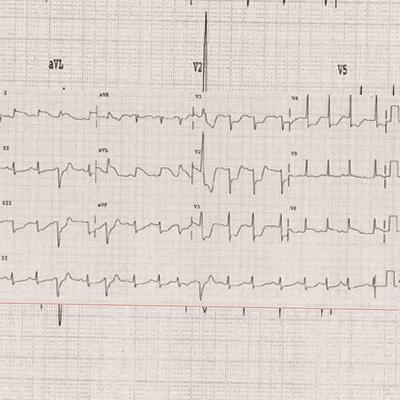 aVL V2 V5
I aVR V1 V4
II aVL V2 V5
III aVF V3 V6
II